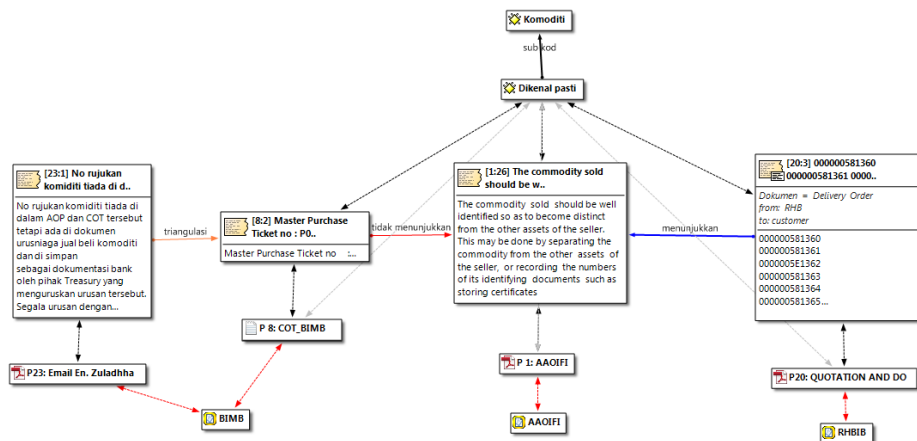 Komoditi
sub kod
Dikenal pasti
[23:1] No rujukan
komiditi tiada di d..
No rujukan komoditi tiada di
dalam AOP dan COT tersebut
tetapi ada di dokumen
urusniaga jual beli komoditi
dan di simpan
sebagai dokumentasi bank
oleh pihak Treasury yang
menguruskan urusan tersebut.
Segala urusan dengan...
triangulasi
[8:2] Master Purchase
Ticket no : P0..
Master Purchase Ticket no :...
tidak menunjukkan
[1:26] The commodity sold
should be w..
The commodity sold should be well
identified so as to become distinct
from the other assets of the seller.
This may be done by separating the
commodity from the other assets of
the seller, or recording the numbers
of its identifying documents such as
storing certificates
menunjukkan
[20:3] 000000581360
000000581361 0000..
Dokumen = Delivery Order
from: RHB
to: customer
000000581360
000000581361
0000005E1362
000000581363
000000581364
000000581365...
P 8: COT_BIMB
P23: Email En. Zuladhha
BIMB
P 1: AAOIFI
AAOIFI
P20: QUOTATION AND DO
RHBIB